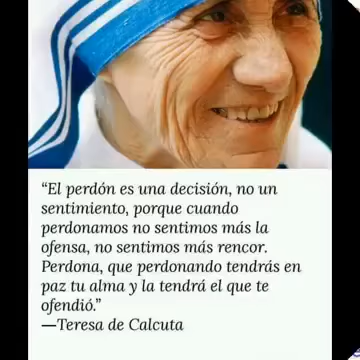 “El perdón es una decisión, no un
sentimiento, porque cuando
perdonamos no sentimos más la
ofensa, no sentimos más rencor.
Perdona, que perdonando tendrás en
paz tu alma y la tendrá el que te
ofendió.”
—Teresa de Calcuta